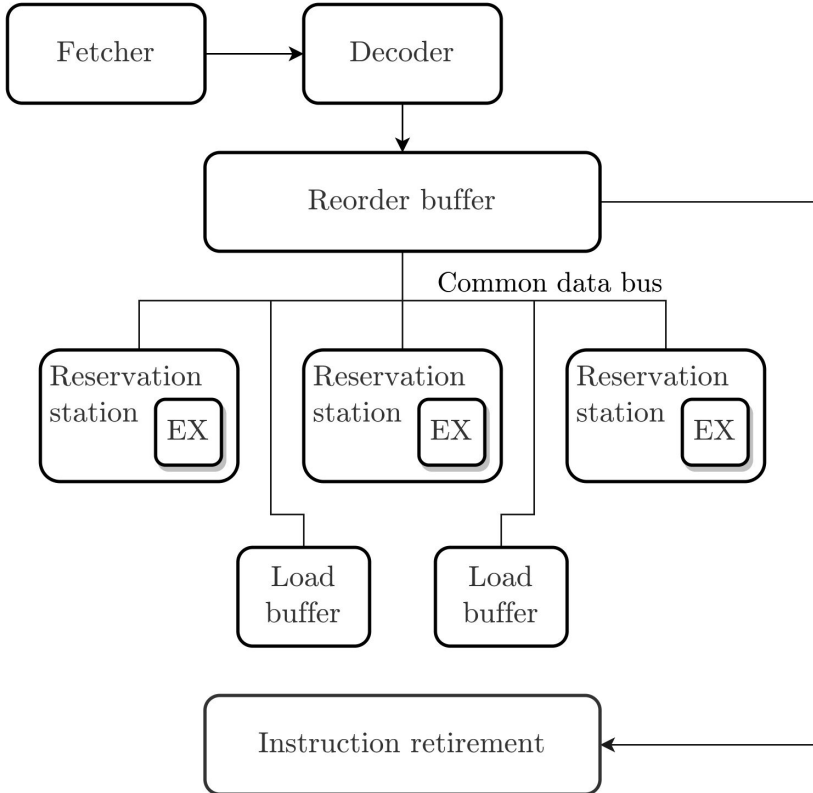 Fetcher
Decoder
Reorder buffer
Common data bus
Reservation
station
EX
Reservation
station
EX
Reservation
station
EX
Load
buffer
Load
buffer
Instruction retirement